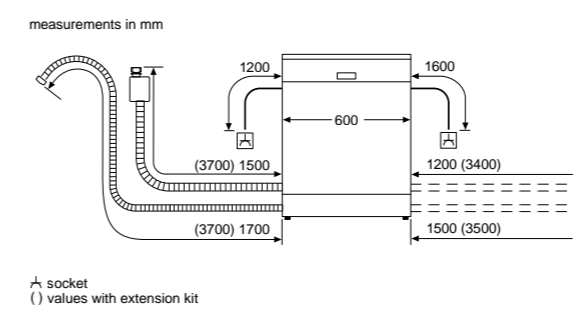 measurements in mm
1200
1600
600
(3700) 1500
1200 (3400)
(3700) 1700
1500 (3500)
socket
( ) values with extension kit